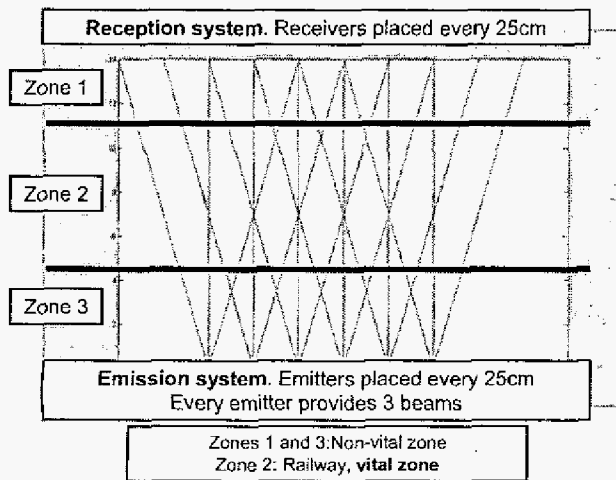 Reception system. Receivers placed every 25cm
Zone 1
Zone 2
Zone 3
Emission system. Emitters placed every 25cm
Every emitter provides 3 beams
Zones 1 and 3:Non-vital zone
Zone 2: Railway, vital zone